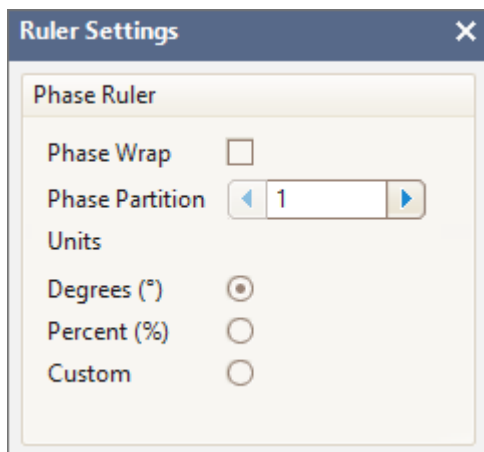 Ruler Settings
Phase Ruler
Phase Wrap
Phase Partition 1
Units
Degrees (°)
Percent (%)
Custom